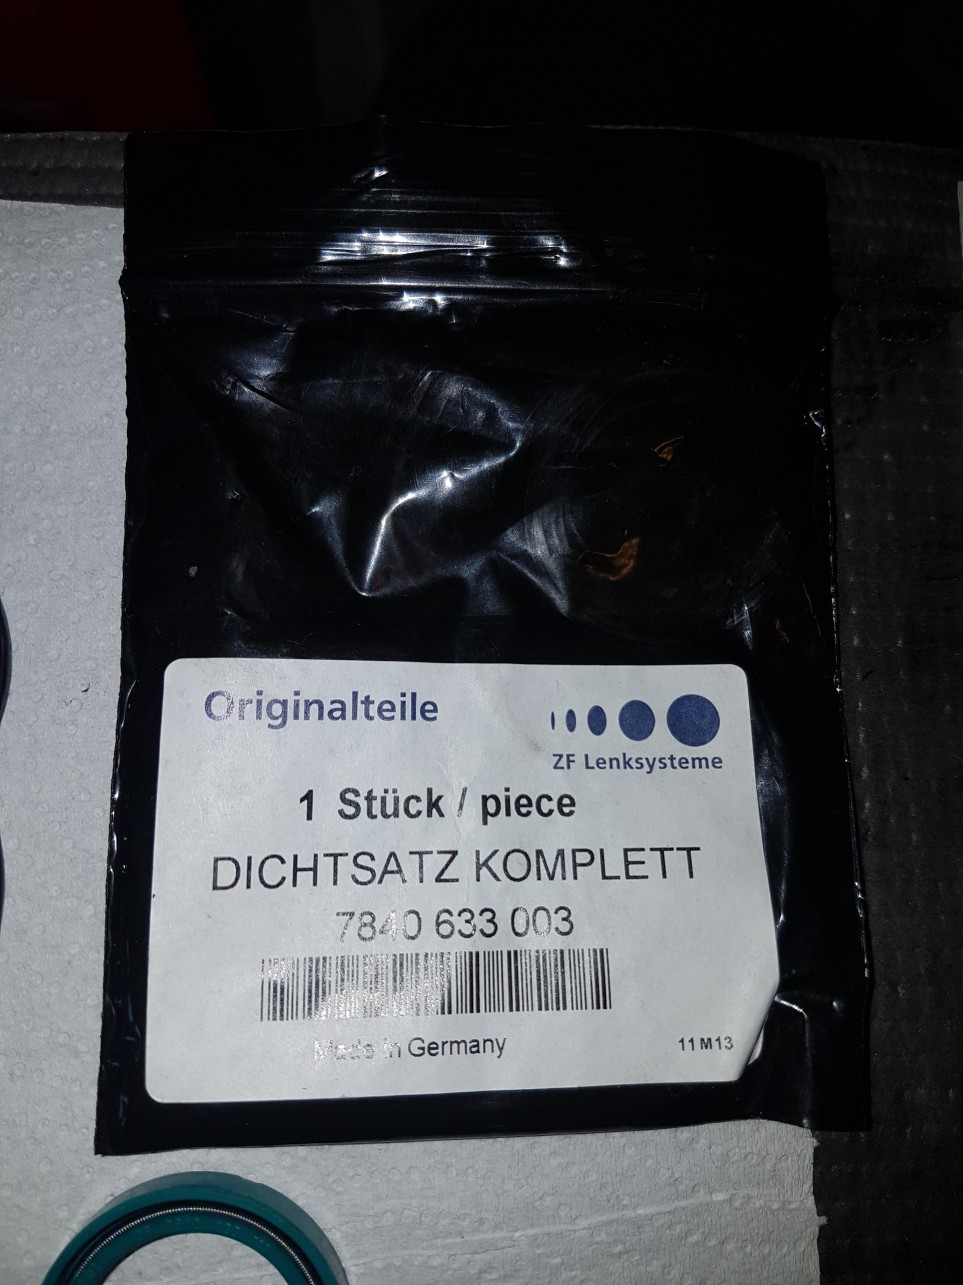 Originalteile
ZF Lenksysteme
1 Stück / piece
DICHTSATZ KOMPLETT
7840 633 003
Made in Germany
11 M13